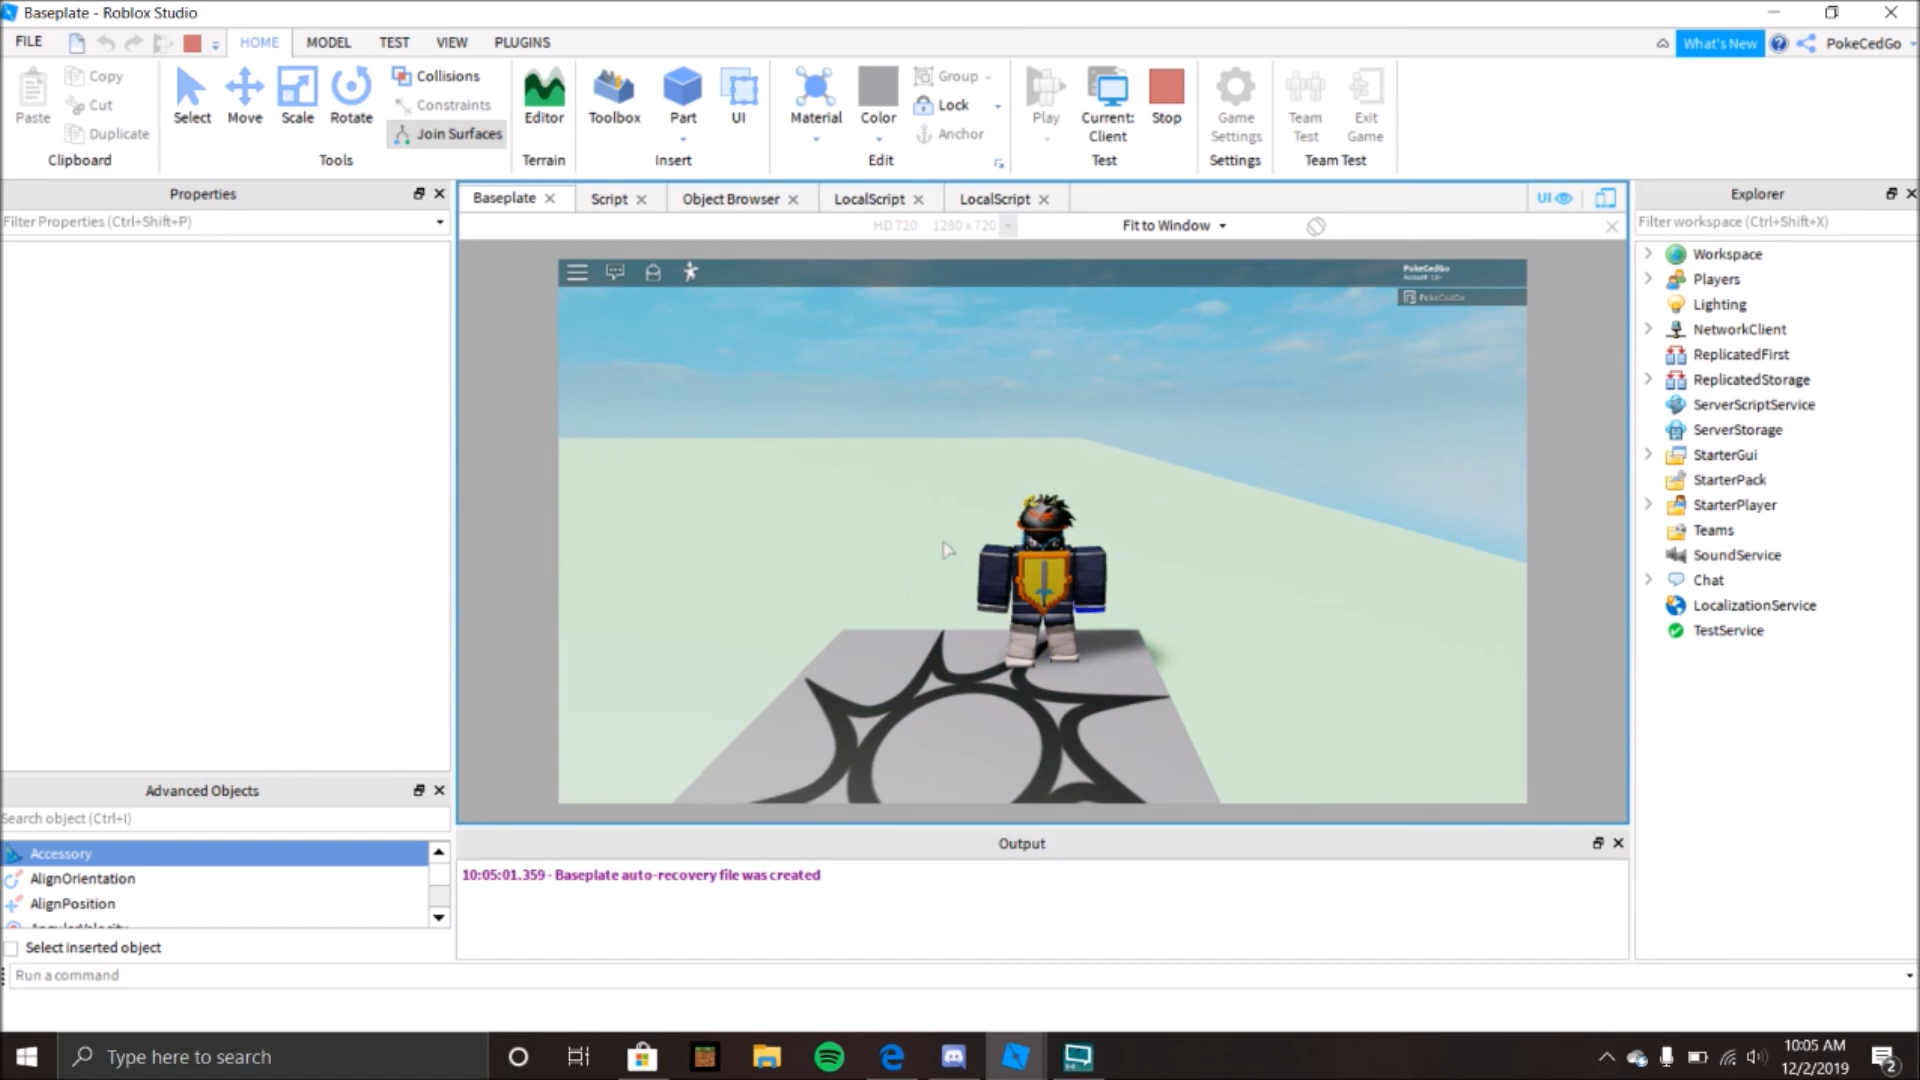 Baseplate - Roblox Studio
FILE HOME MODEL TEST VIEW PLUGINS What's New PokeCedGo
Paste Copy Cut Duplicate
Clipboard
Select Move Scale Rotate
Collisions
Constraints
Join Surfaces
Tools
Editor
Terrain
Toolbox Part UI
Insert
Material Color
Group
Lock
Anchor
Edit
Play
Current:
Client
Stop
Test
Game
Settings
Settings
Team
Test
Exit
Game
Team Test
Properties
Filter Properties (Ctrl+Shift+P)
Advanced Objects
Search object (Ctrl+I)
Accessory
AlignOrientation
AlignPosition
AngularVelocity
Select inserted object
Run a command
Baseplate Script Object Browser LocalScript LocalScript UI
HD 720 1280 x 720 Fit to Window
PokeCedGo
Account: 13+
PokeCedGo
Output
10:05:01.359 - Baseplate auto-recovery file was created
Explorer
Filter workspace (Ctrl+Shift+X)
Workspace
Players
Lighting
NetworkClient
ReplicatedFirst
ReplicatedStorage
ServerScriptService
ServerStorage
StarterGui
StarterPack
StarterPlayer
Teams
SoundService
Chat
LocalizationService
TestService
Type here to search
10:05 AM
12/2/2019
2